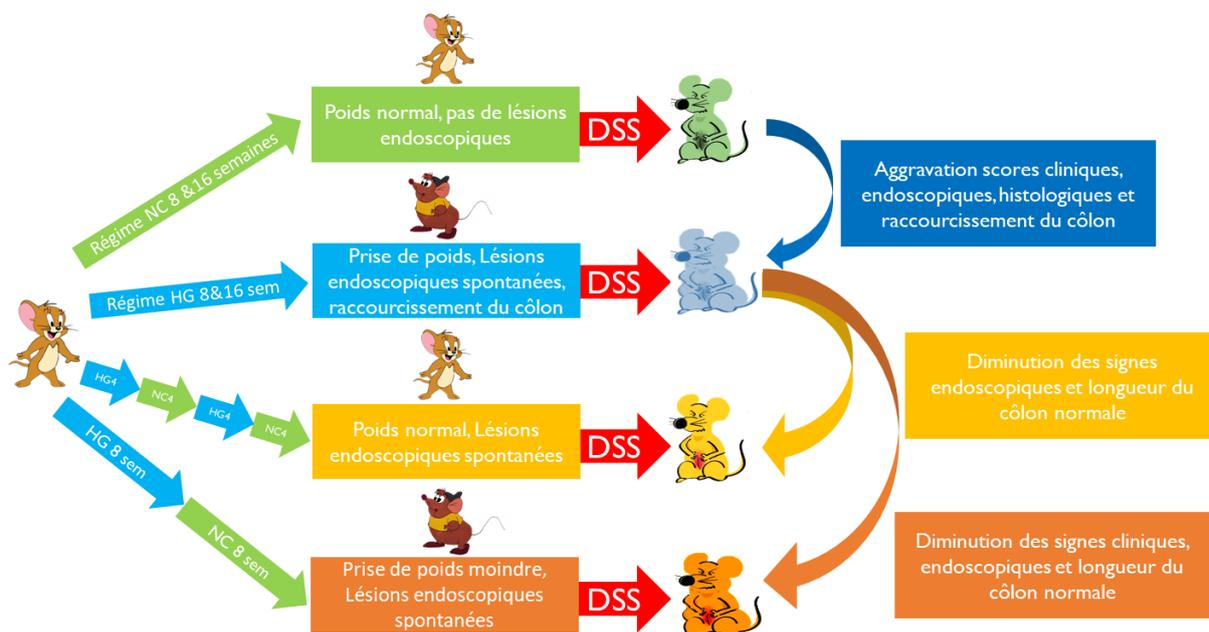 Poids normal, pas de lésions
endoscopiques
DSS
Régime NC 8 &16 semaines
Aggravation scores cliniques,
endoscopiques, histologiques et
raccourcissement du côlon
Régime HG 8&16 sem
Prise de poids, Lésions
endoscopiques spontanées,
raccourcissement du côlon
DSS
HG4
NC4
HG4
NC4
Poids normal, Lésions
endoscopiques spontanées
DSS
Diminution des signes
endoscopiques et longueur du
côlon normale
HG 8 sem
NC 8 sem
Prise de poids moindre,
Lésions endoscopiques
spontanées
DSS
Diminution des signes cliniques,
endoscopiques et longueur du
côlon normale